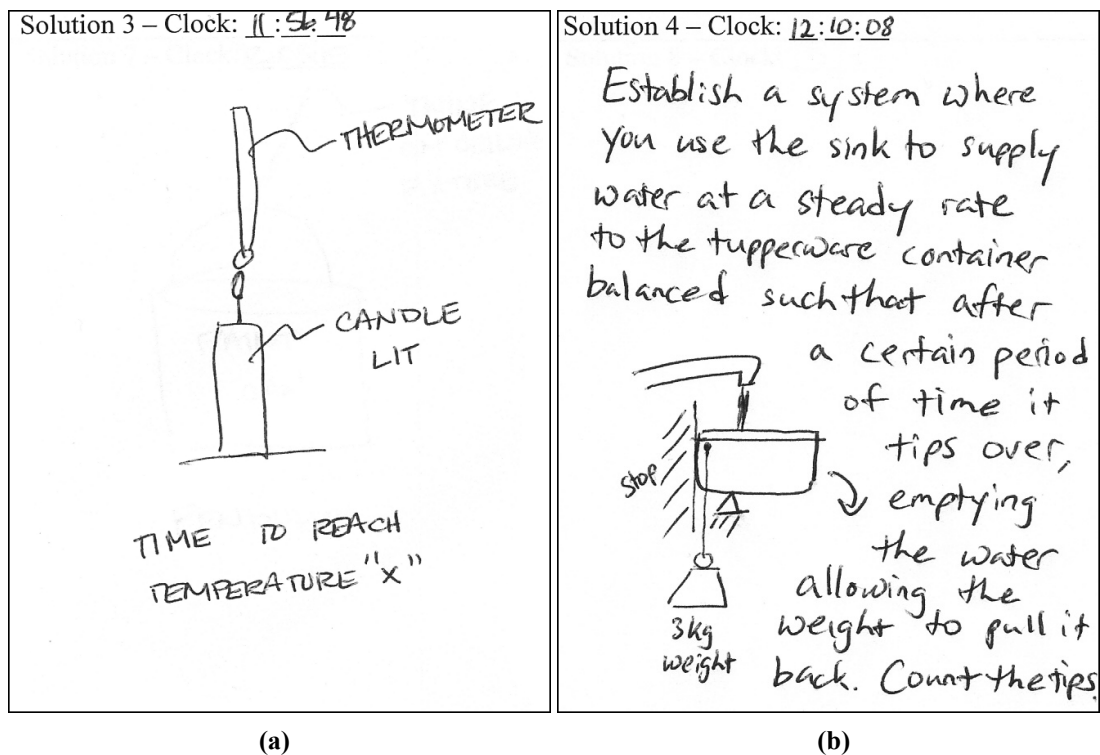 Solution 3 – Clock: 11:56:48
THERMOMETER
CANDLE
LIT
TIME TO REACH
TEMPERATURE "X"
(a)
Solution 4 – Clock: 12:10:08
Establish a system where
you use the sink to supply
water at a steady rate
to the tupperware container
balanced such that after
a certain period
of time it
tips over,
stop
emptying
the water
allowing the
3kg
weight
weight to pull it
back. Count the tips.
(b)